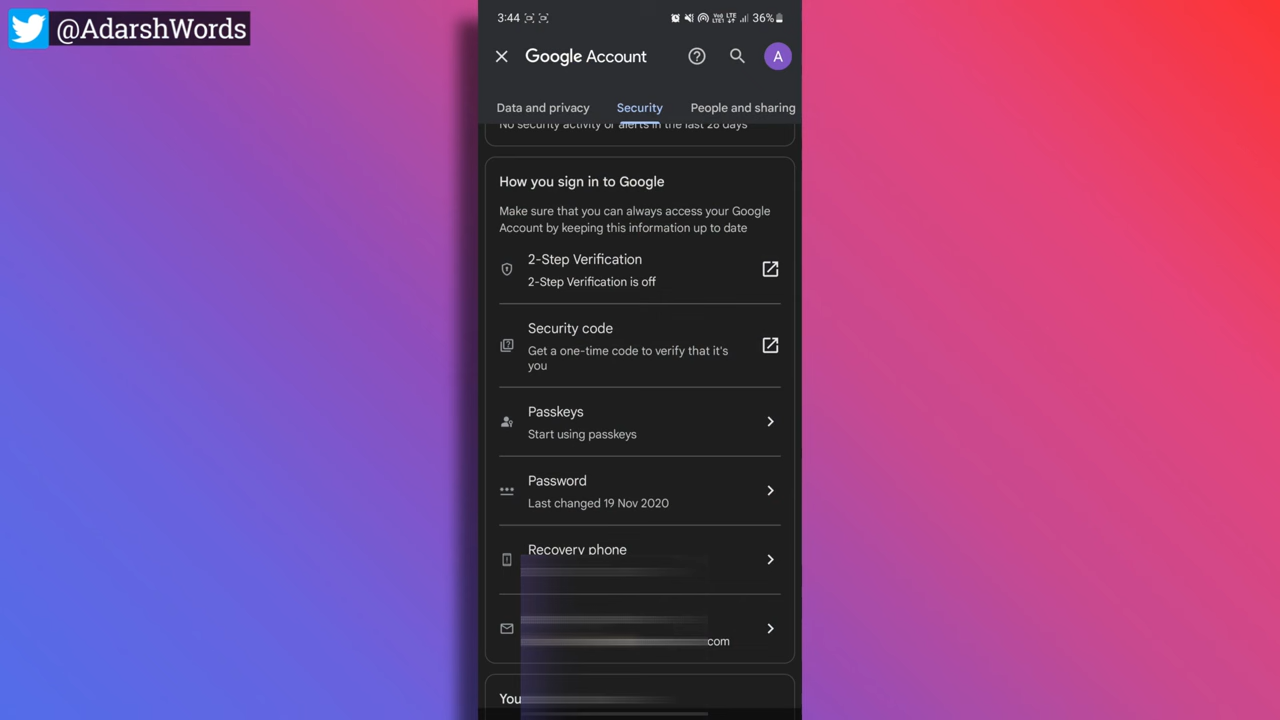 @AdarshWords
3:44
36%
Google Account
A
Data and privacy
Security
People and sharing
No security activity or alerts in the last 28 days
How you sign in to Google
Make sure that you can always access your Google
Account by keeping this information up to date
2-Step Verification
2-Step Verification is off
Security code
Get a one-time code to verify that it's
you
Passkeys
Start using passkeys
Password
Last changed 19 Nov 2020
Recovery phone
com
You